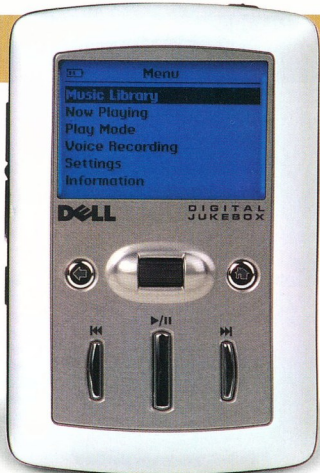 Menu
Music Library
Now Playing
Play Mode
Voice Recording
Settings
Information
DELL
DIGITAL
JUKEBOX